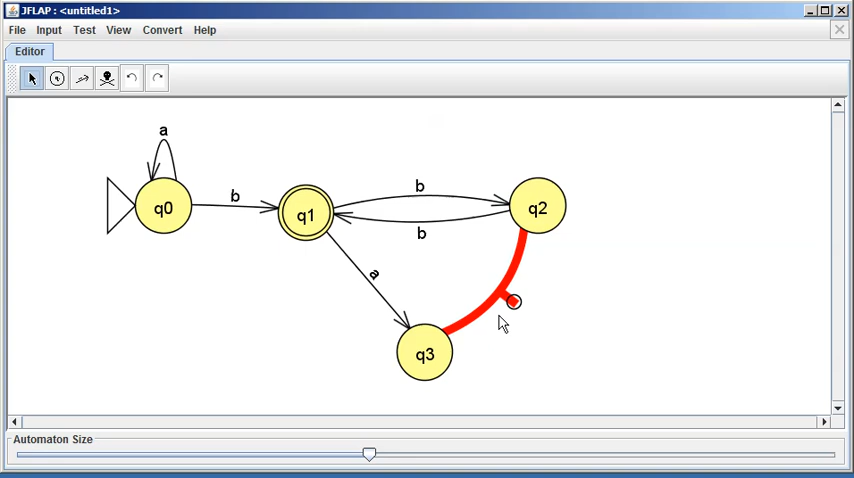 JFLAP : <untitled1>
File Input Test View Convert Help
Editor
a
b
b
q0
q1
q2
b
a
a
q3
Automaton Size